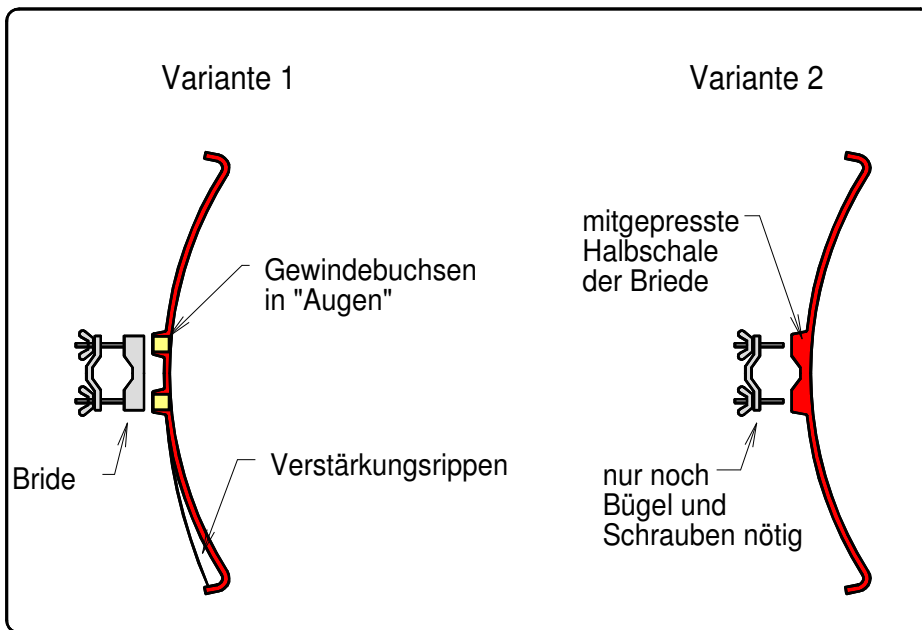 Variante 1
Variante 2
Gewindebuchsen
in "Augen"
Bride
Verstärkungsrippen
mitgepresste
Halbschale
der Briede
nur noch
Bügel und
Schrauben nötig